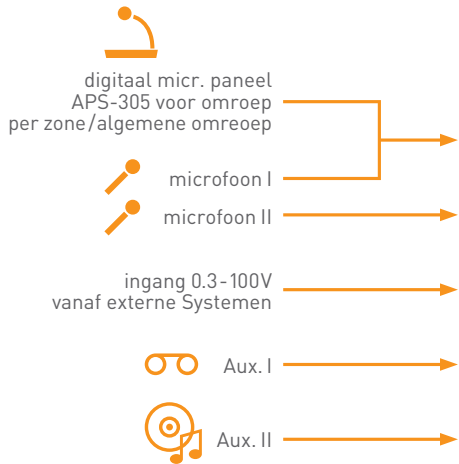 digitaal micr. paneel
APS-305 voor omroep
per zone/algemene omreoep
microfoon I
microfoon II
ingang 0.3-100V
vanaf externe Systemen
Aux. I
Aux. II